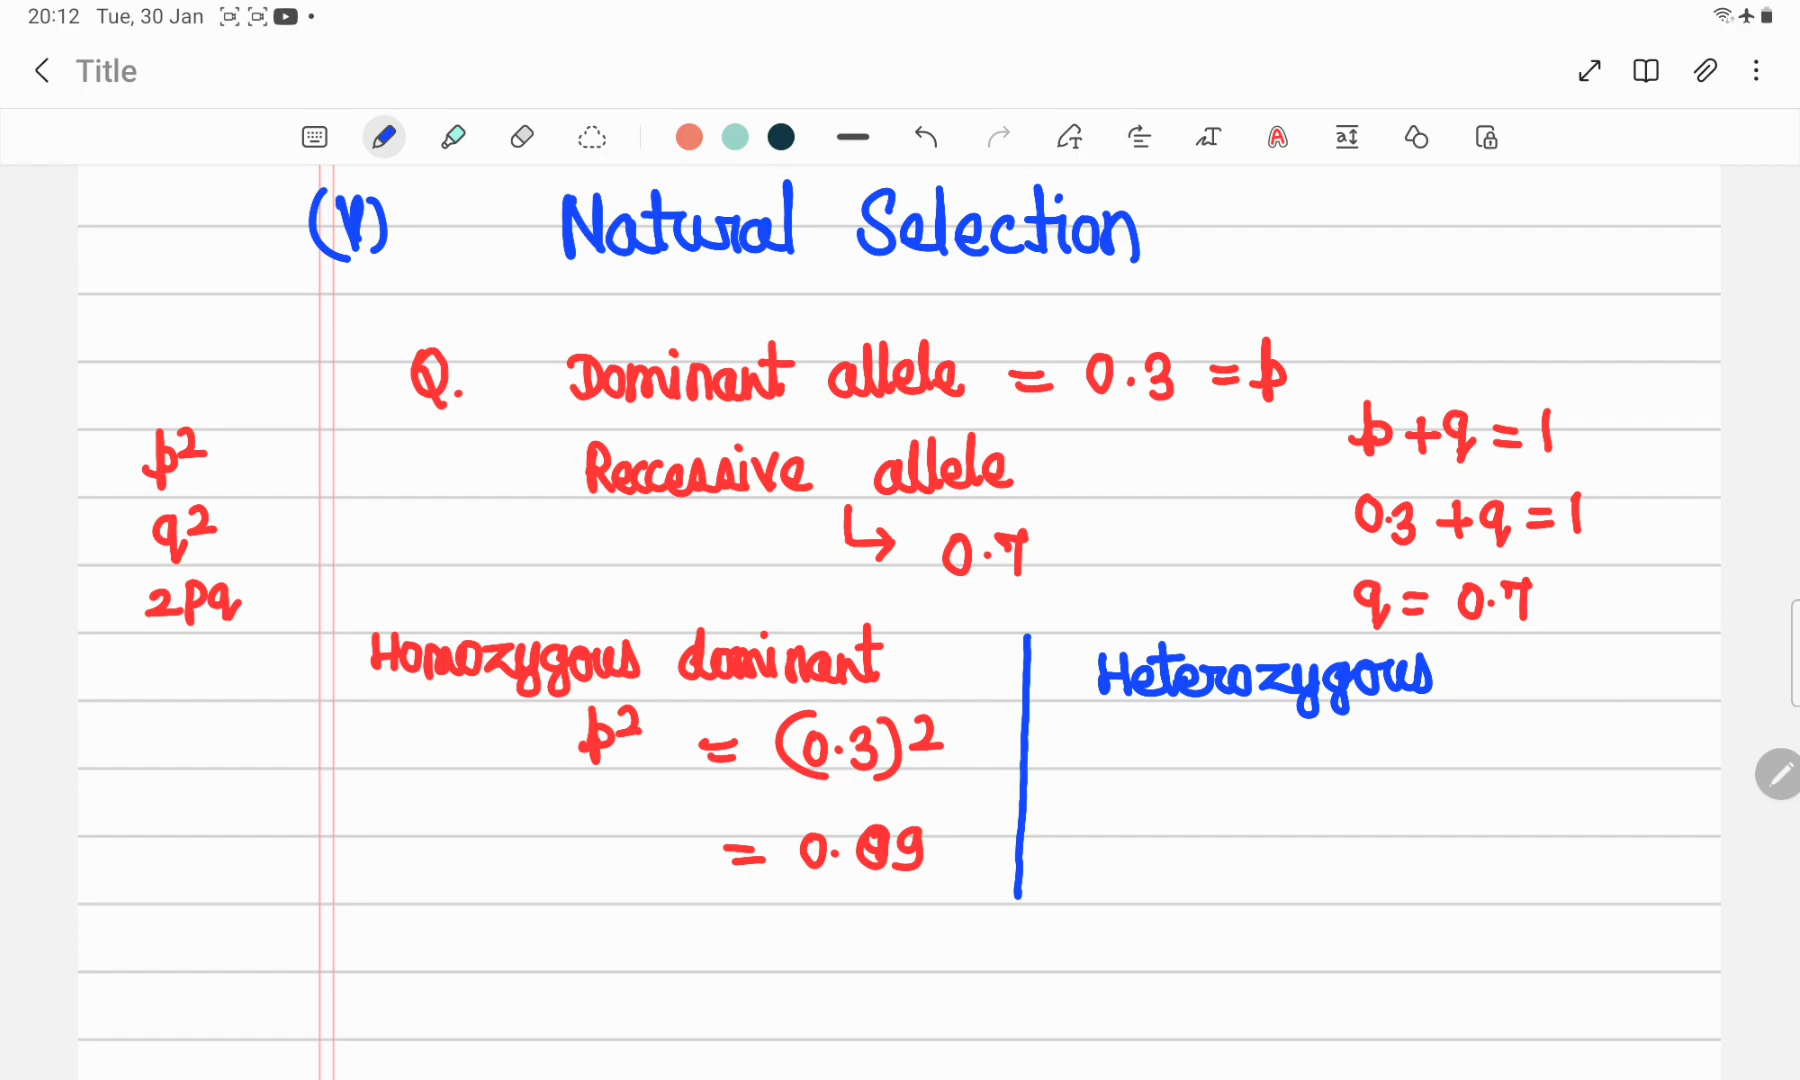 20:12 Tue, 30 Jan
Title
(V) Natural Selection
Q. Dominant allele = 0.3 = p
Reccessive allele
↳ 0.7
p + q = 1
0.3 + q = 1
q = 0.7
p²
q²
2pq
Homozygous dominant
p² = (0.3)²
= 0.09
Heterozygous